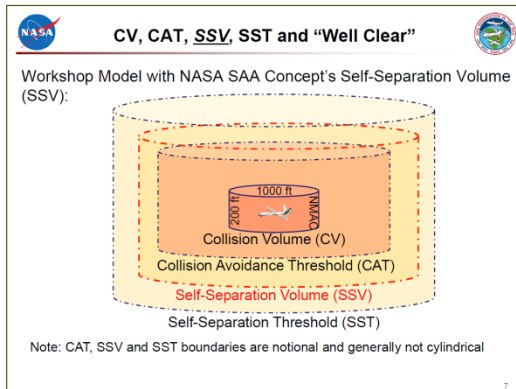 NASA
CV, CAT, SSV, SST and “Well Clear”
Workshop Model with NASA SAA Concept’s Self-Separation Volume
(SSV):
1000 ft
200 ft
NMAC
Collision Volume (CV)
Collision Avoidance Threshold (CAT)
Self-Separation Volume (SSV)
Self-Separation Threshold (SST)
Note: CAT, SSV and SST boundaries are notional and generally not cylindrical
7